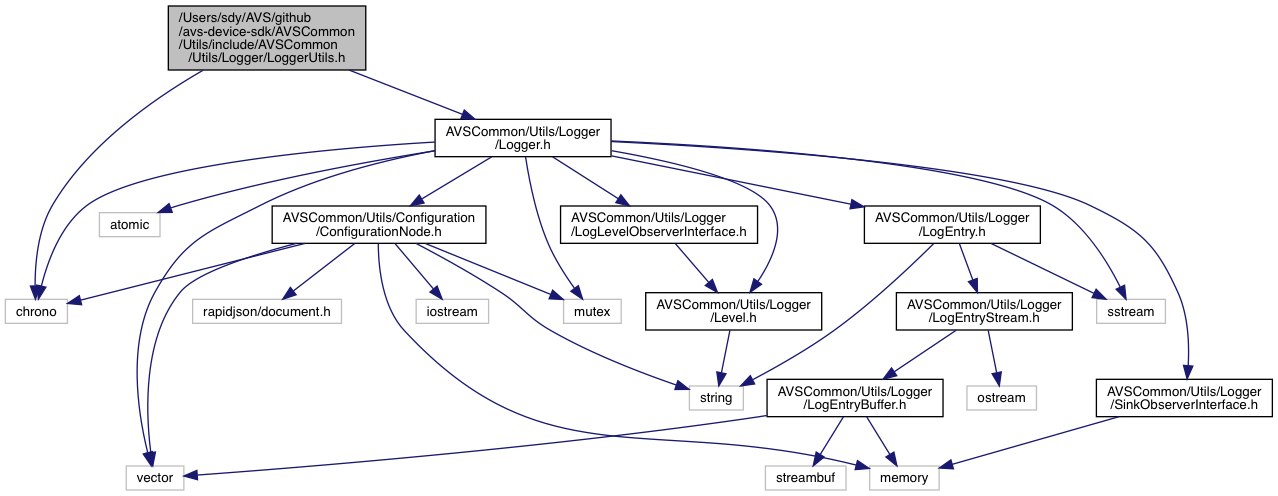 /Users/sdy/AVS/github
/avs-device-sdk/AVSCommon
/Utils/include/AVSCommon
/Utils/Logger/LoggerUtils.h
AVSCommon/Utils/Logger
/Logger.h
atomic
AVSCommon/Utils/Configuration
/ConfigurationNode.h
AVSCommon/Utils/Logger
/LogLevelObserverInterface.h
AVSCommon/Utils/Logger
/LogEntry.h
chrono
rapidjson/document.h
iostream
mutex
AVSCommon/Utils/Logger
/Level.h
AVSCommon/Utils/Logger
/LogEntryStream.h
sstream
string
AVSCommon/Utils/Logger
/LogEntryBuffer.h
ostream
AVSCommon/Utils/Logger
/SinkObserverInterface.h
vector
streambuf
memory